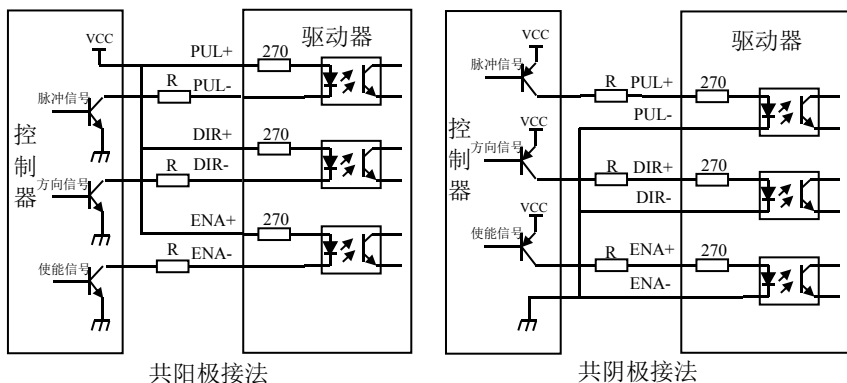 VCC
PUL+
270
驱动器
R
PUL-
脉冲信号
控制器
DIR+
270
R
DIR-
方向信号
ENA+
270
R
ENA-
使能信号
共阳极接法
VCC
驱动器
R
PUL+
270
脉冲信号
PUL-
控制器
VCC
R
DIR+
270
方向信号
DIR-
VCC
使能信号
R
ENA+
270
ENA-
共阴极接法